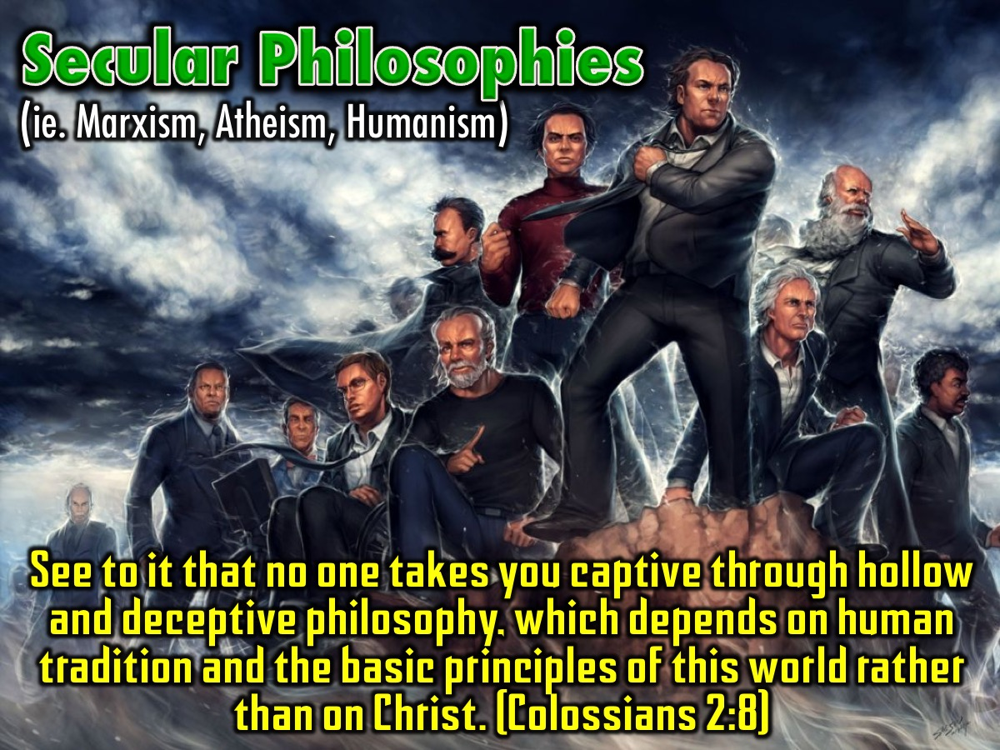 Secular Philosophies
(ie. Marxism, Atheism, Humanism)
See to it that no one takes you captive through hollow
and deceptive philosophy, which depends on human
tradition and the basic principles of this world rather
than on Christ. (Colossians 2:8)